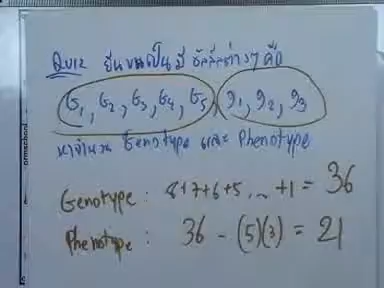 Quiz ยีนบนเป็นมี อัลลีลต่างๆ คือ
G₁, G₂, G₃, G₄, G₅, g₁, g₂, g₃
หาจำนวน Genotype และ Phenotype
Genotype : 8+7+6+5, ... +1 = 36
Phenotype : 36 - (5)(3) = 21